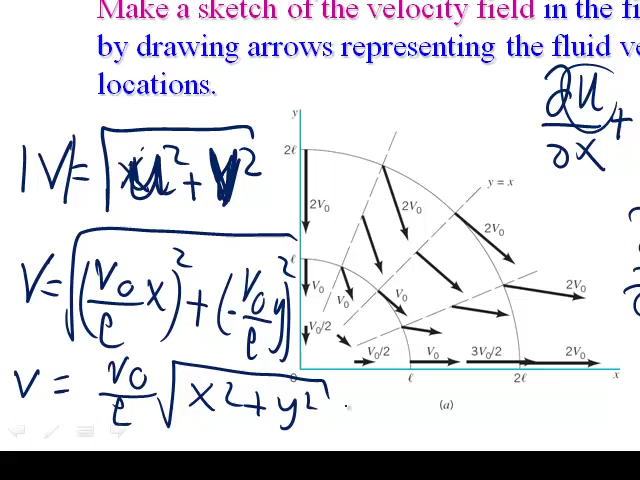 Make a sketch of the velocity field in the fi
by drawing arrows representing the fluid ve
locations.
∂u/∂x +
|V| = √(u² + v²)
V = √((V₀/ℓ x)² + (-V₀/ℓ y)²)
V = V₀/ℓ √(x² + y²)
y
2ℓ
2V₀
2V₀
y = x
2V₀
ℓ
V₀
V₀
V₀
2V₀
V₀/2
V₀/2
V₀
3V₀/2
2V₀
0
ℓ
2ℓ
x
(a)